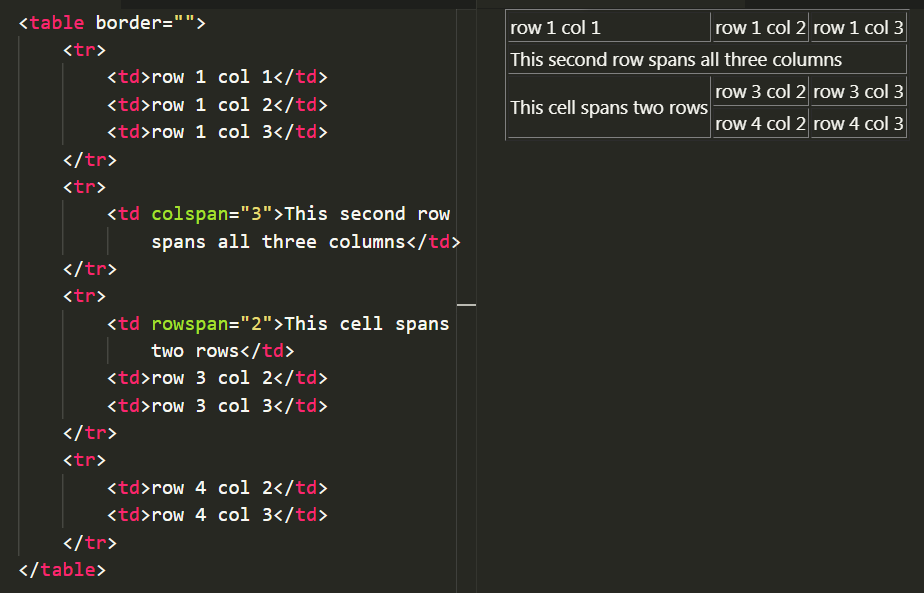 <table border="">
<tr>
<td>row 1 col 1</td>
<td>row 1 col 2</td>
<td>row 1 col 3</td>
</tr>
<tr>
<td colspan="3">This second row
spans all three columns</td>
</tr>
<tr>
<td rowspan="2">This cell spans
two rows</td>
<td>row 3 col 2</td>
<td>row 3 col 3</td>
</tr>
<tr>
<td>row 4 col 2</td>
<td>row 4 col 3</td>
</tr>
</table>
row 1 col 1 row 1 col 2 row 1 col 3
This second row spans all three columns
This cell spans two rows
row 3 col 2 row 3 col 3
row 4 col 2 row 4 col 3